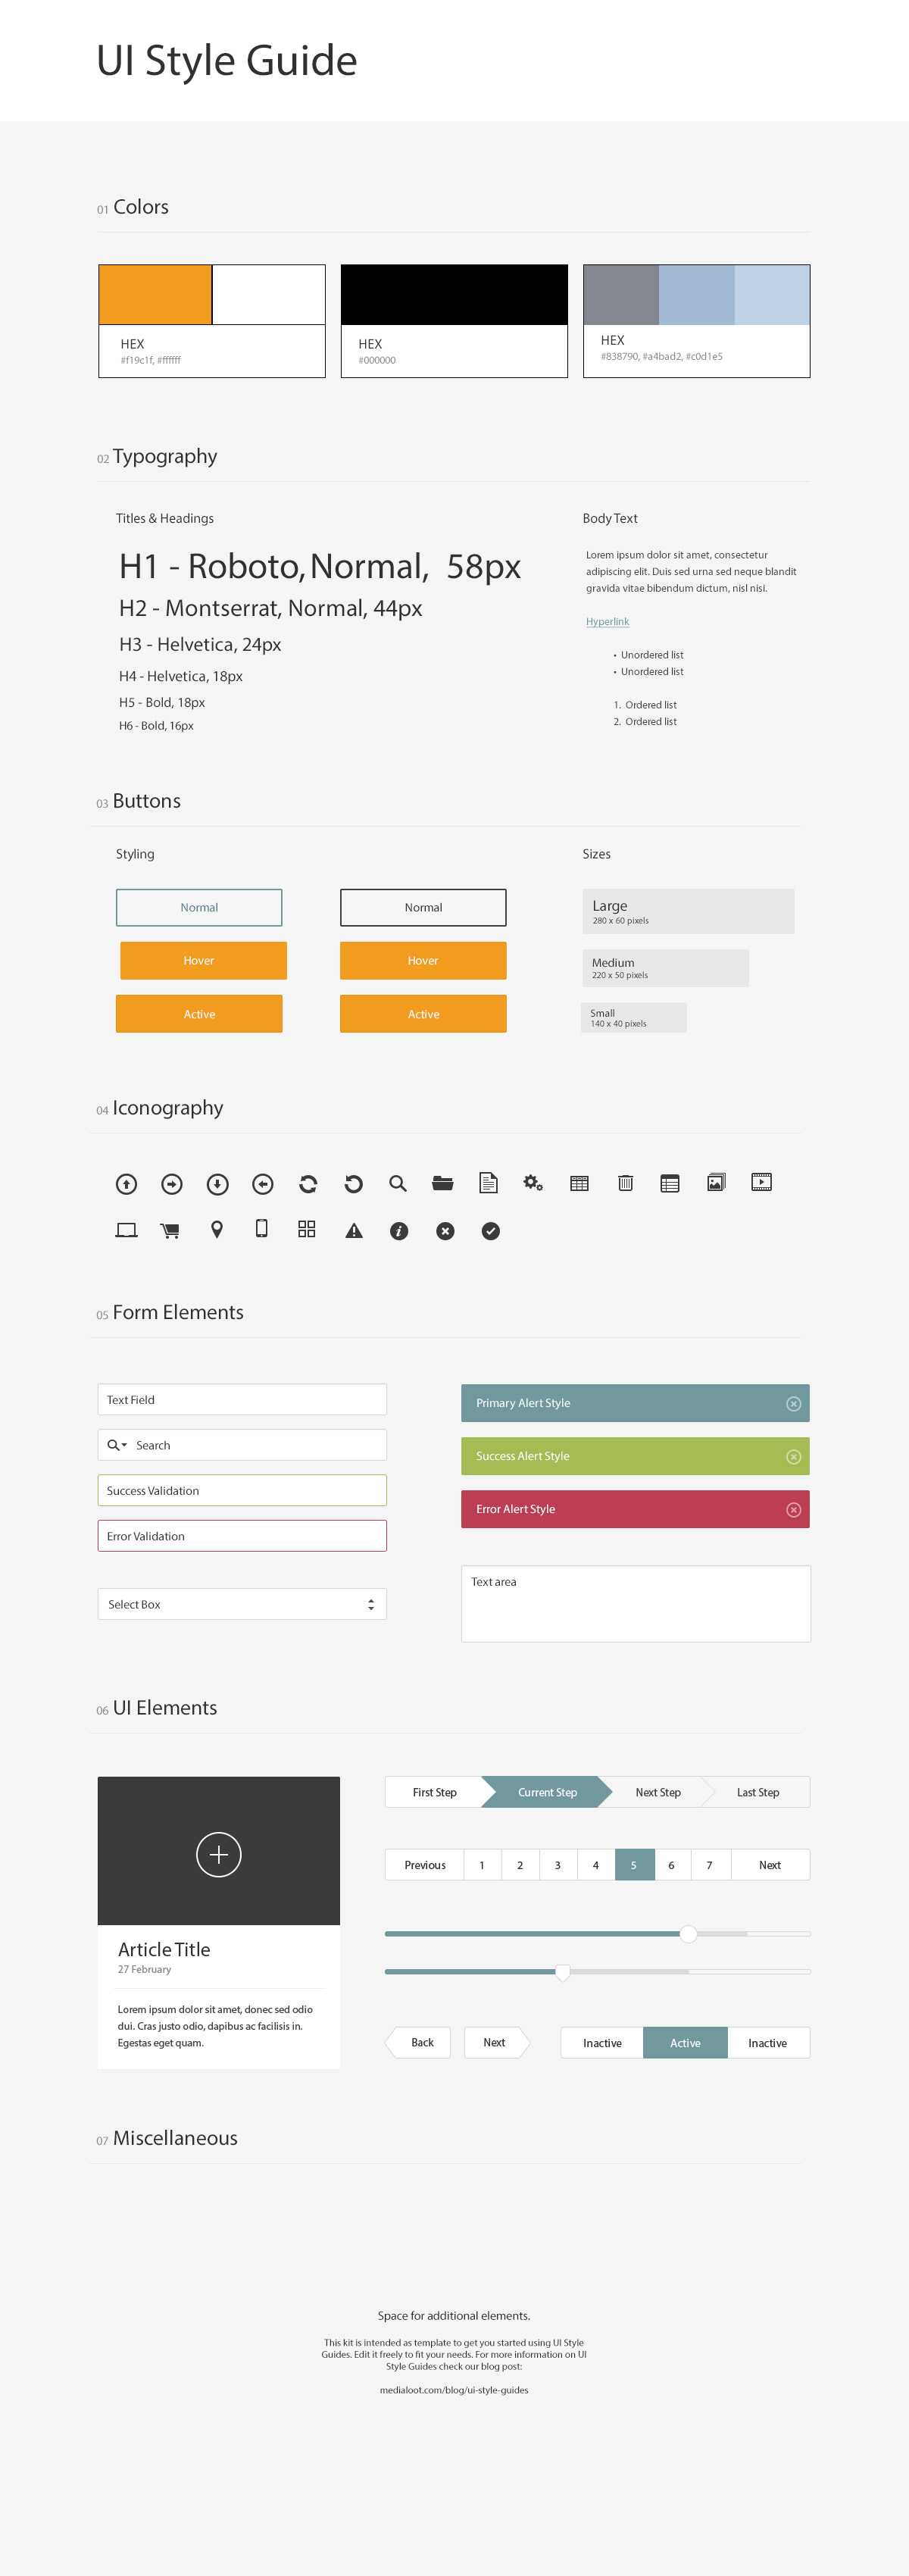 UI Style Guide
01 Colors
HEX
#f19c1f, #ffffff
HEX
#000000
HEX
#838790, #a4bad2, #c0d1e5
02 Typography
Titles & Headings
H1 - Roboto, Normal, 58px
H2 - Montserrat, Normal, 44px
H3 - Helvetica, 24px
H4 - Helvetica, 18px
H5 - Bold, 18px
H6 - Bold, 16px
Body Text
Lorem ipsum dolor sit amet, consectetur
adipiscing elit. Duis sed urna sed neque blandit
gravida vitae bibendum dictum, nisl nisi.
Hyperlink
• Unordered list
• Unordered list
1. Ordered list
2. Ordered list
03 Buttons
Styling
Normal
Normal
Hover
Hover
Active
Active
Sizes
Large
280 x 60 pixels
Medium
220 x 50 pixels
Small
140 x 40 pixels
04 Iconography
05 Form Elements
Text Field
Search
Success Validation
Error Validation
Select Box
Primary Alert Style
Success Alert Style
Error Alert Style
Text area
06 UI Elements
Article Title
27 February
Lorem ipsum dolor sit amet, donec sed odio
dui. Cras justo odio, dapibus ac facilisis in.
Egestas eget quam.
First Step Current Step Next Step Last Step
Previous 1 2 3 4 5 6 7 Next
Back Next Inactive Active Inactive
07 Miscellaneous
Space for additional elements.
This kit is intended as template to get you started using UI Style
Guides. Edit it freely to fit your needs. For more information on UI
Style Guides check our blog post:
medialoot.com/blog/ui-style-guides